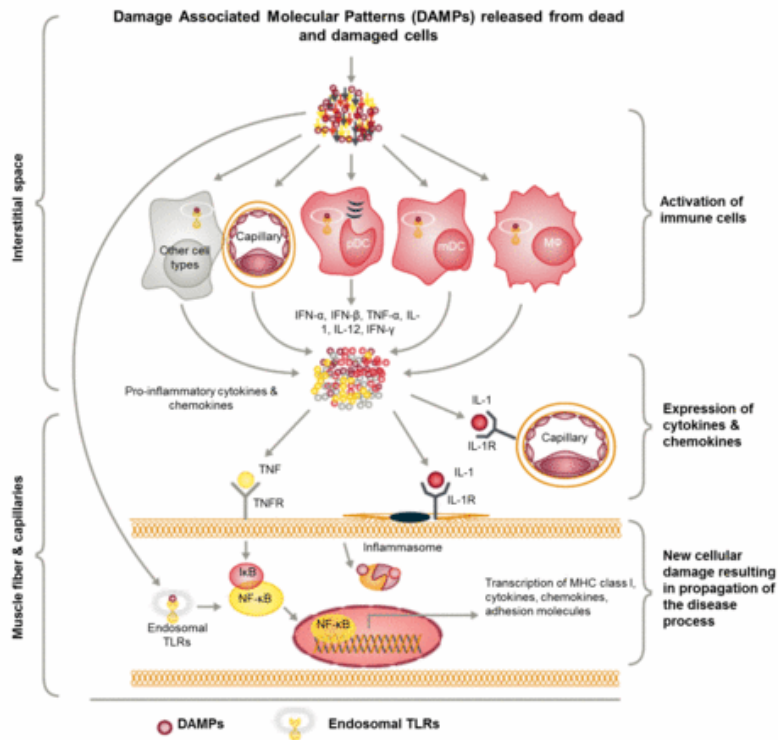 Damage Associated Molecular Patterns (DAMPs) released from dead
and damaged cells
Interstitial space
Other cell
types
Capillary
pDC
mDC
MΦ
Activation of
immune cells
IFN-α, IFN-β, TNF-α, IL-
1, IL-12, IFN-γ
Pro-inflammatory cytokines &
chemokines
IL-1
IL-1R
Capillary
Expression of
cytokines &
chemokines
TNF
TNFR
IL-1
IL-1R
Muscle fiber & capillaries
Inflammasome
IκB
NF-κB
Endosomal
TLRs
NF-κB
Transcription of MHC class I,
cytokines, chemokines,
adhesion molecules
New cellular
damage resulting
in propagation of
the disease
process
DAMPs
Endosomal TLRs